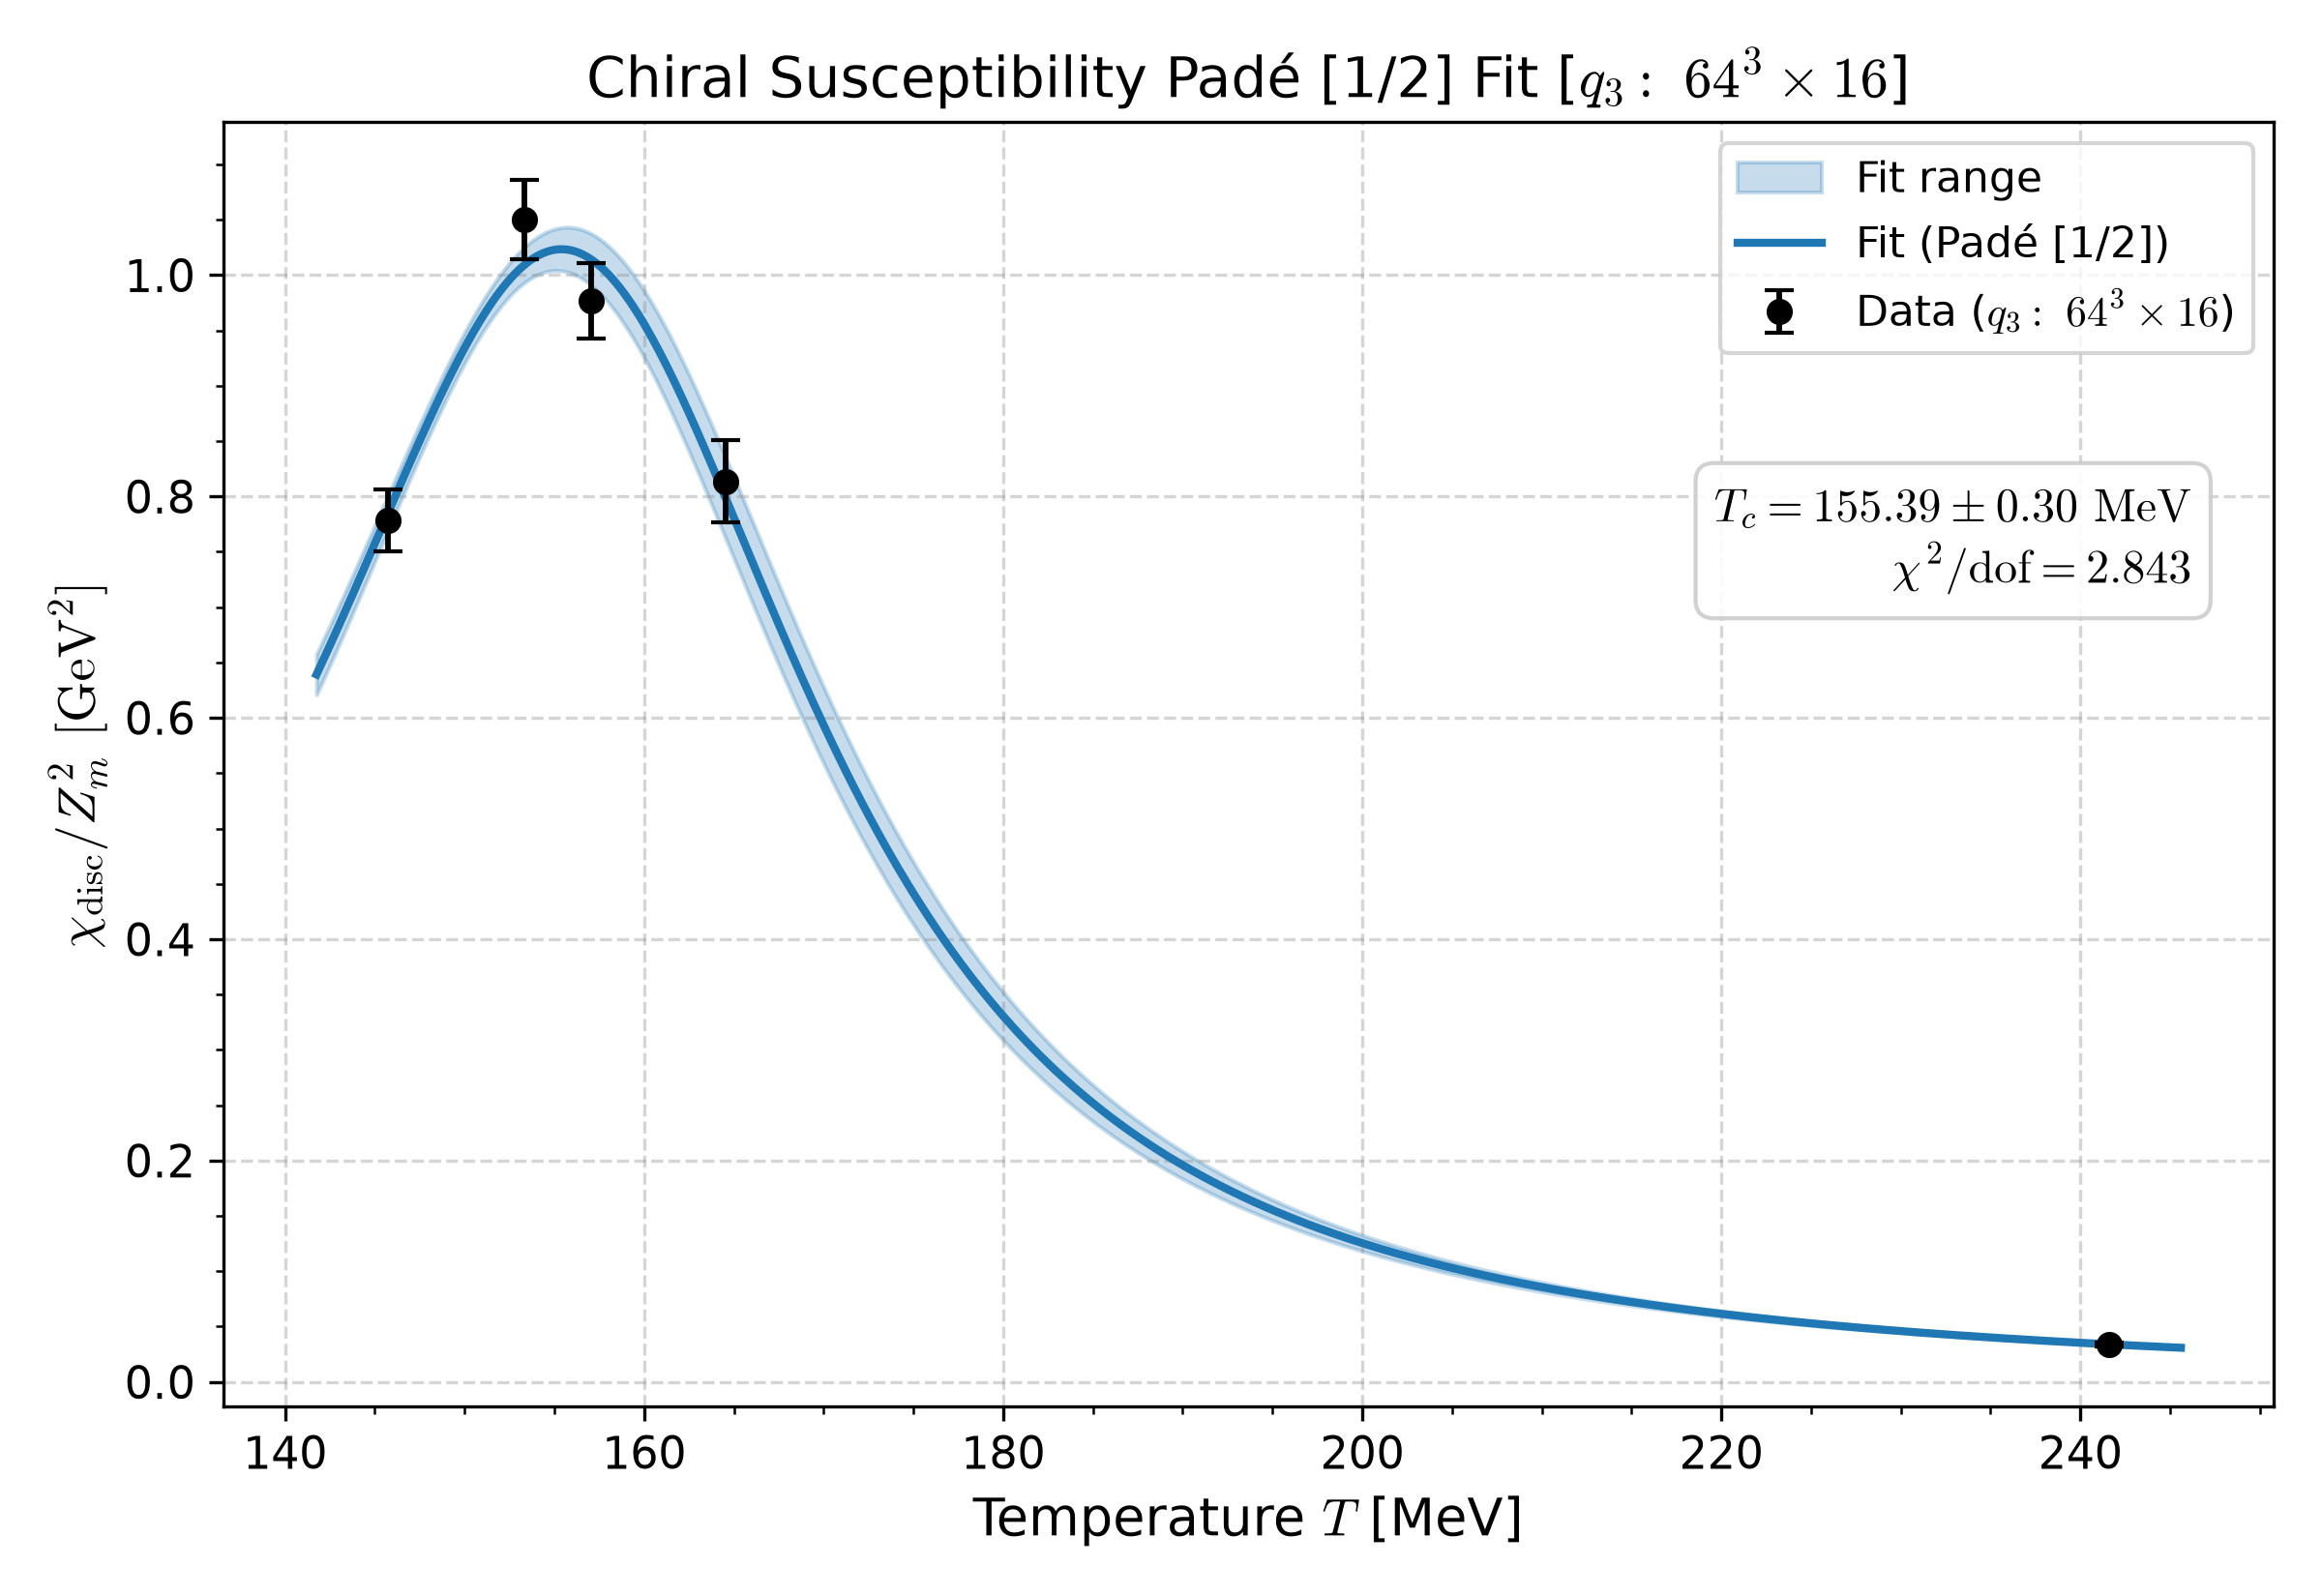 Chiral Susceptibility Padé [1/2] Fit [q₃ : 64³ × 16]
Fit range
Fit (Padé [1/2])
Data (q₃ : 64³ × 16)
T_c = 155.39 ± 0.30 MeV
χ²/dof = 2.843
χ_disc/Z_m² [GeV²]
1.0
0.8
0.6
0.4
0.2
0.0
140 160 180 200 220 240
Temperature T [MeV]